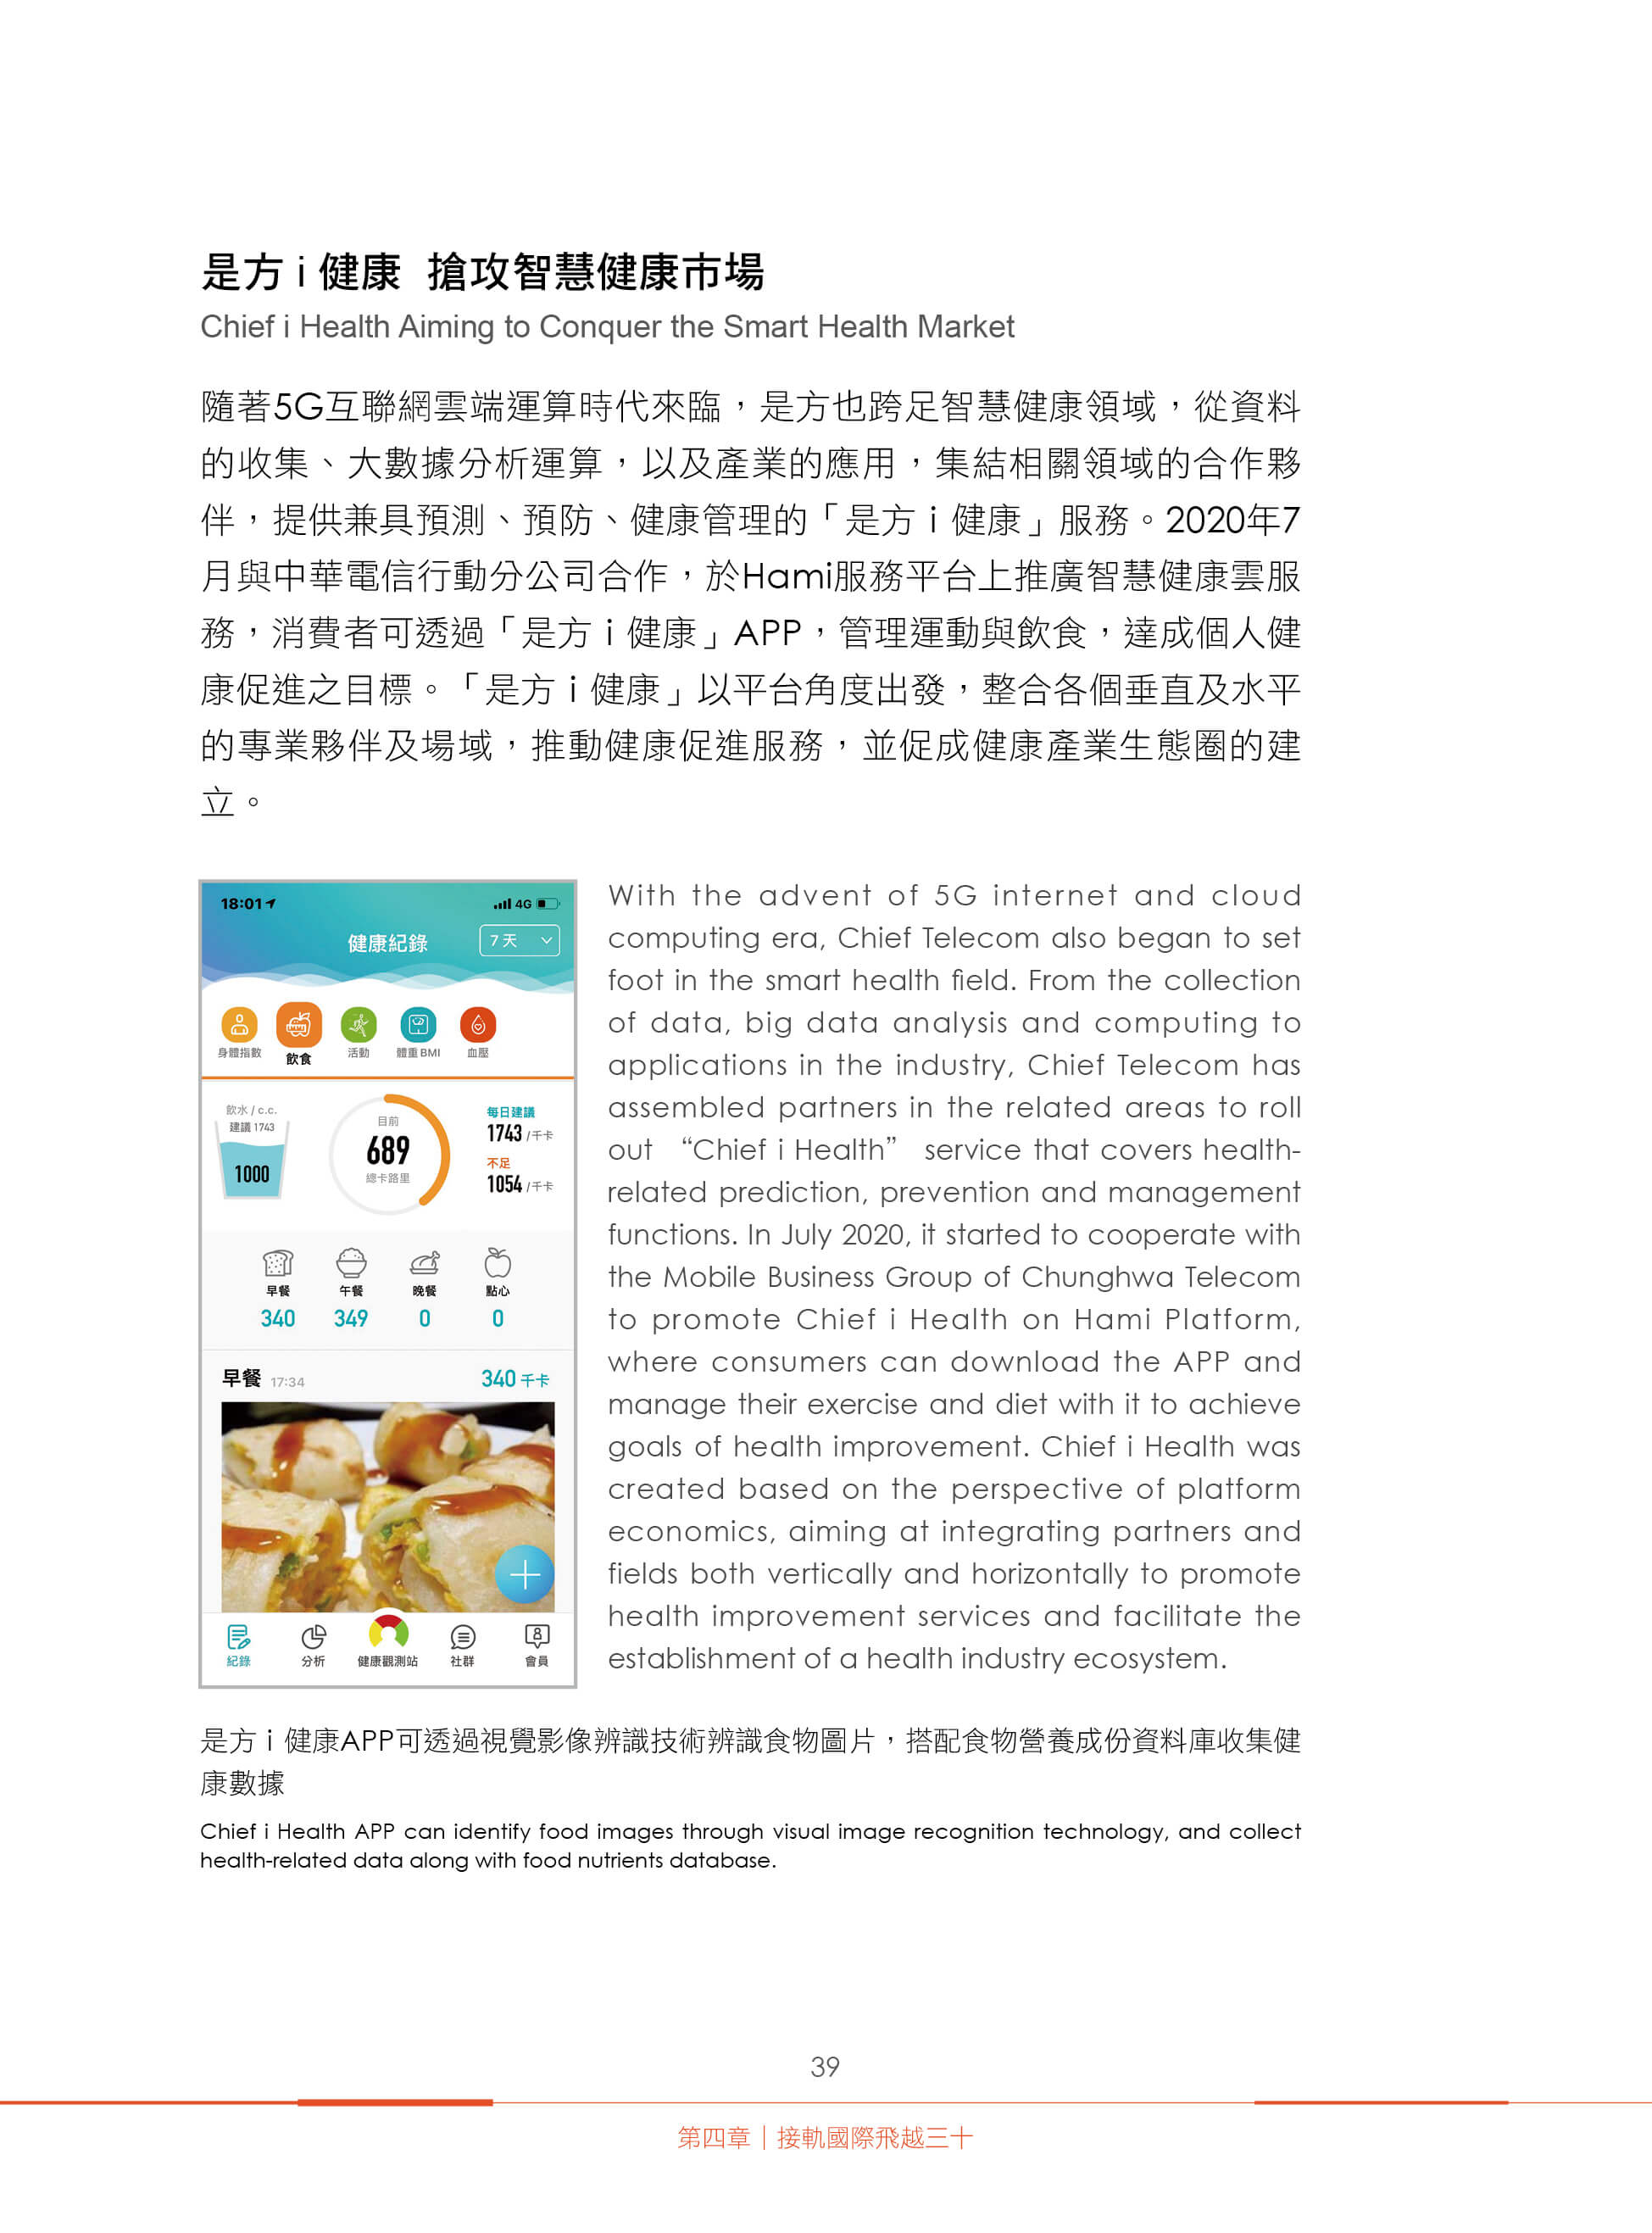 是方 i 健康 搶攻智慧健康市場
Chief i Health Aiming to Conquer the Smart Health Market
隨著5G互聯網雲端運算時代來臨，是方也跨足智慧健康領域，從資料
的收集、大數據分析運算，以及產業的應用，集結相關領域的合作夥
伴，提供兼具預測、預防、健康管理的「是方 i 健康」服務。2020年7
月與中華電信行動分公司合作，於Hami服務平台上推廣智慧健康雲服
務，消費者可透過「是方 i 健康」APP，管理運動與飲食，達成個人健
康促進之目標。「是方 i 健康」以平台角度出發，整合各個垂直及水平
的專業夥伴及場域，推動健康促進服務，並促成健康產業生態圈的建
立。
18:01 4G
健康紀錄 7 天
身體指數 飲食 活動 體重 BMI 血壓
飲水 / c.c.
建議 1743
1000
目前
689
總卡路里
每日建議
1743 /千卡
不足
1054 /千卡
早餐 午餐 晚餐 點心
340 349 0 0
早餐 17:34 340 千卡
紀錄 分析 健康觀測站 社群 會員
With the advent of 5G internet and cloud
computing era, Chief Telecom also began to set
foot in the smart health field. From the collection
of data, big data analysis and computing to
applications in the industry, Chief Telecom has
assembled partners in the related areas to roll
out “Chief i Health” service that covers health-
related prediction, prevention and management
functions. In July 2020, it started to cooperate with
the Mobile Business Group of Chunghwa Telecom
to promote Chief i Health on Hami Platform,
where consumers can download the APP and
manage their exercise and diet with it to achieve
goals of health improvement. Chief i Health was
created based on the perspective of platform
economics, aiming at integrating partners and
fields both vertically and horizontally to promote
health improvement services and facilitate the
establishment of a health industry ecosystem.
是方 i 健康APP可透過視覺影像辨識技術辨識食物圖片，搭配食物營養成份資料庫收集健
康數據
Chief i Health APP can identify food images through visual image recognition technology, and collect
health-related data along with food nutrients database.
39
第四章｜接軌國際飛越三十